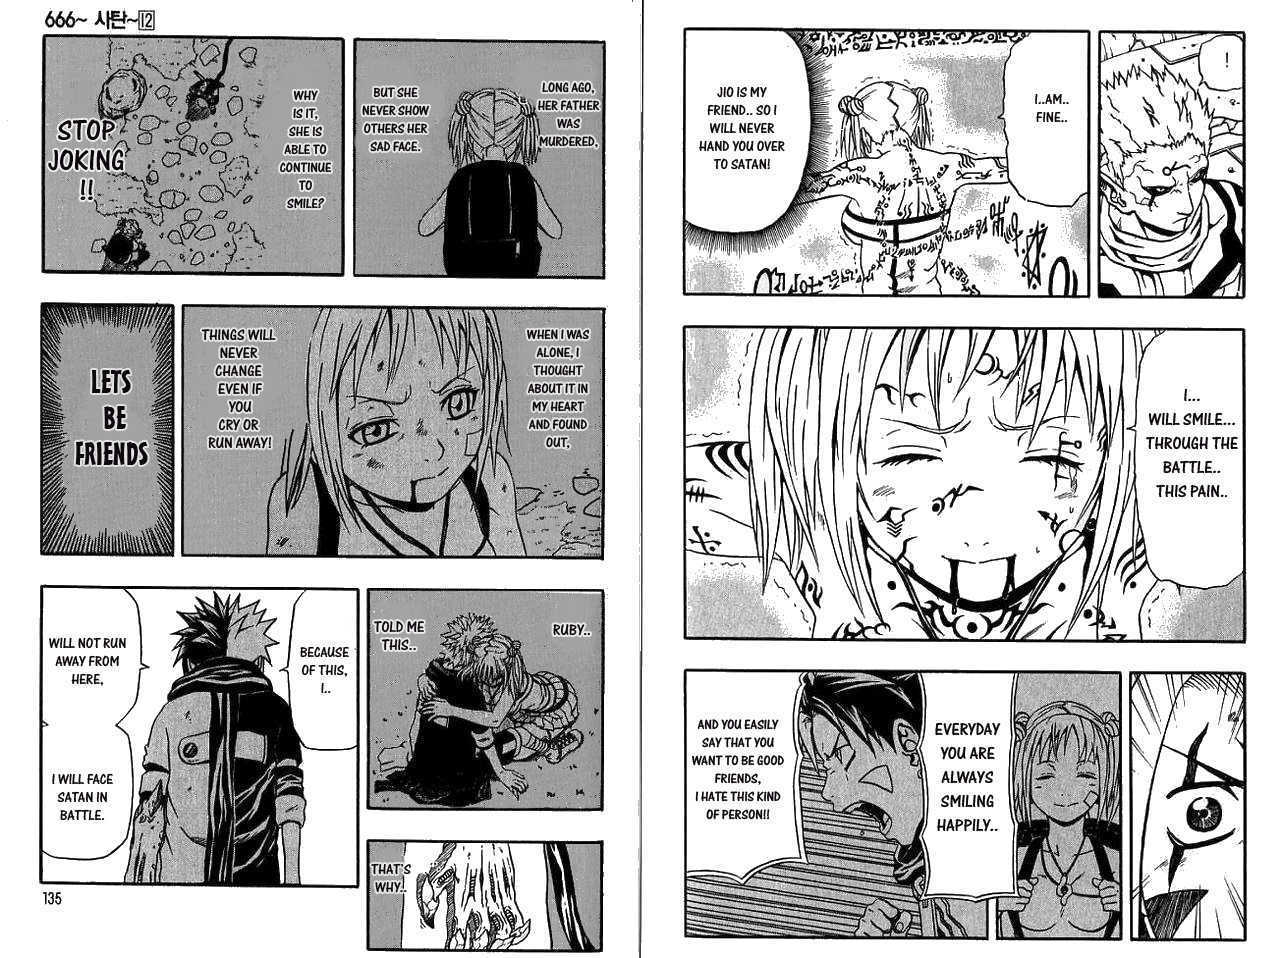 !
I..AM..
FINE..
JIO IS MY
FRIEND.. SO I
WILL NEVER
HAND YOU OVER
TO SATAN!
I...
WILL SMILE...
THROUGH THE
BATTLE..
THIS PAIN..
EVERYDAY
YOU ARE
ALWAYS
SMILING
HAPPILY..
AND YOU EASILY
SAY THAT YOU
WANT TO BE GOOD
FRIENDS,
I HATE THIS KIND
OF PERSON!!
666~ 사탄~12
LONG AGO,
HER FATHER
WAS
MURDERED,
BUT SHE
NEVER SHOW
OTHERS HER
SAD FACE.
WHY
IS IT,
SHE IS
ABLE TO
CONTINUE
TO
SMILE?
STOP
JOKING
!!
WHEN I WAS
ALONE, I
THOUGHT
ABOUT IT IN
MY HEART
AND FOUND
OUT,
THINGS WILL
NEVER
CHANGE
EVEN IF
YOU
CRY OR
RUN AWAY!
LETS
BE
FRIENDS
RUBY..
TOLD ME
THIS..
THAT'S
WHY..
BECAUSE
OF THIS,
I..
WILL NOT RUN
AWAY FROM
HERE,
I WILL FACE
SATAN IN
BATTLE.
135